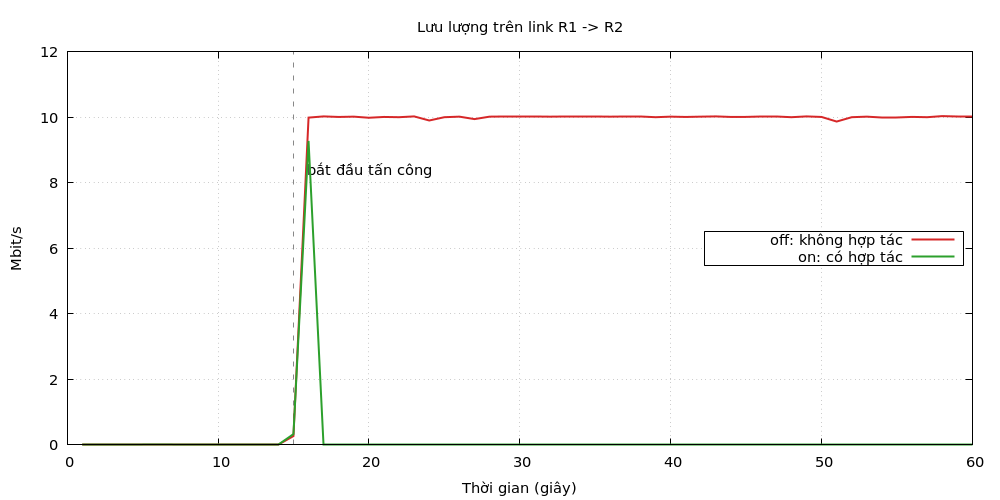 Lưu lượng trên link R1 -> R2
12
10
8
6
4
2
0
Mbit/s
bắt đầu tấn công
off: không hợp tác
on: có hợp tác
0 10 20 30 40 50 60
Thời gian (giây)